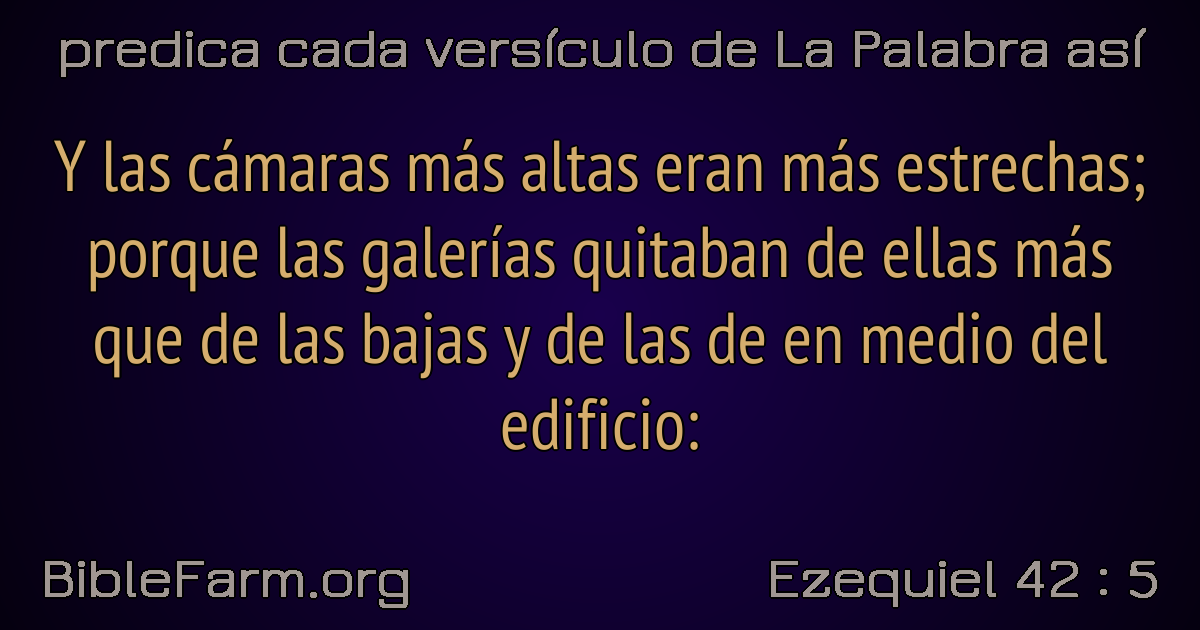 predica cada versículo de La Palabra así
Y las cámaras más altas eran más estrechas;
porque las galerías quitaban de ellas más
que de las bajas y de las de en medio del
edificio:
BibleFarm.org
Ezequiel 42 : 5